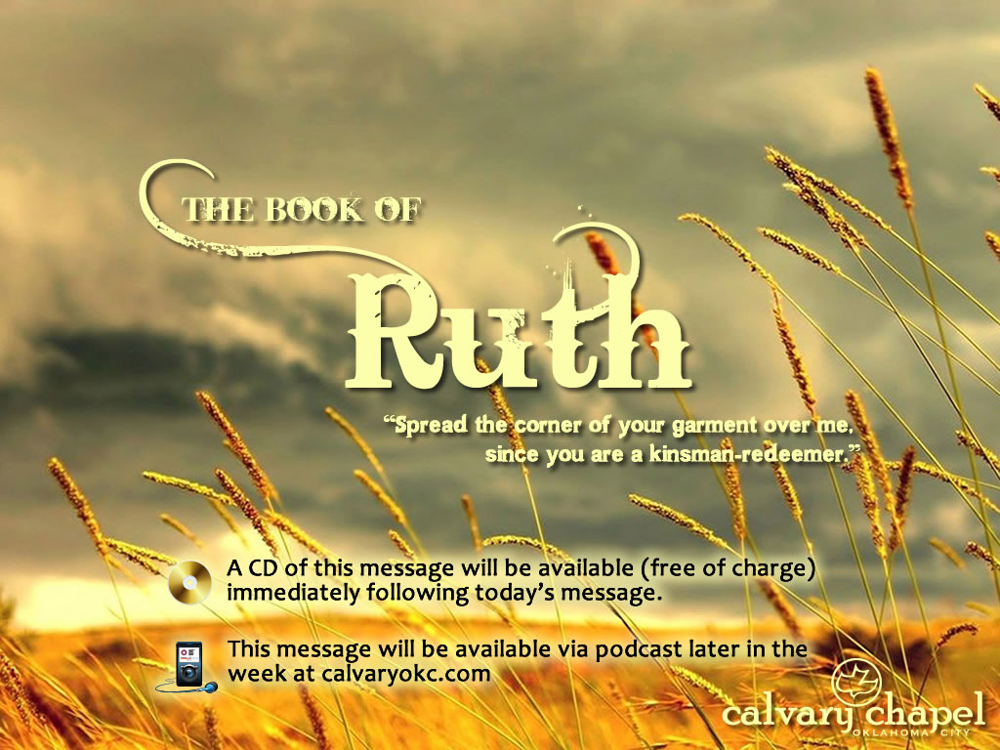 THE BOOK OF
Ruth
“Spread the corner of your garment over me,
since you are a kinsman-redeemer.”
A CD of this message will be available (free of charge)
immediately following today’s message.
This message will be available via podcast later in the
week at calvaryokc.com
calvary chapel
OKLAHOMA CITY